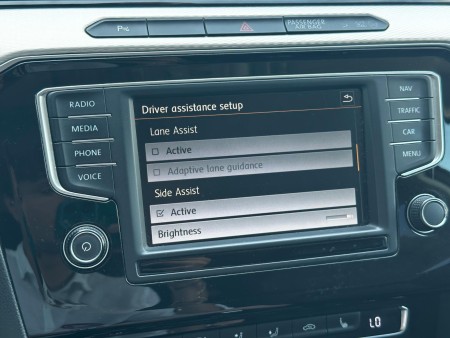 P
PASSENGER
AIR BAG
RADIO
MEDIA
PHONE
VOICE
Driver assistance setup
Lane Assist
Active
Adaptive lane guidance
Side Assist
Active
Brightness
NAV
TRAFFIC
CAR
MENU
LO